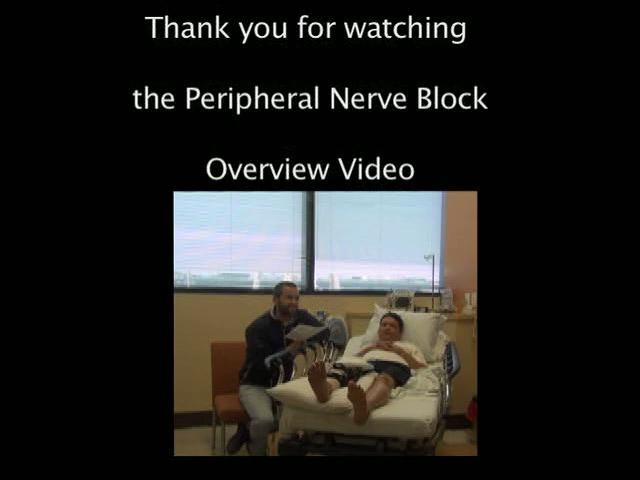 Thank you for watching
the Peripheral Nerve Block
Overview Video